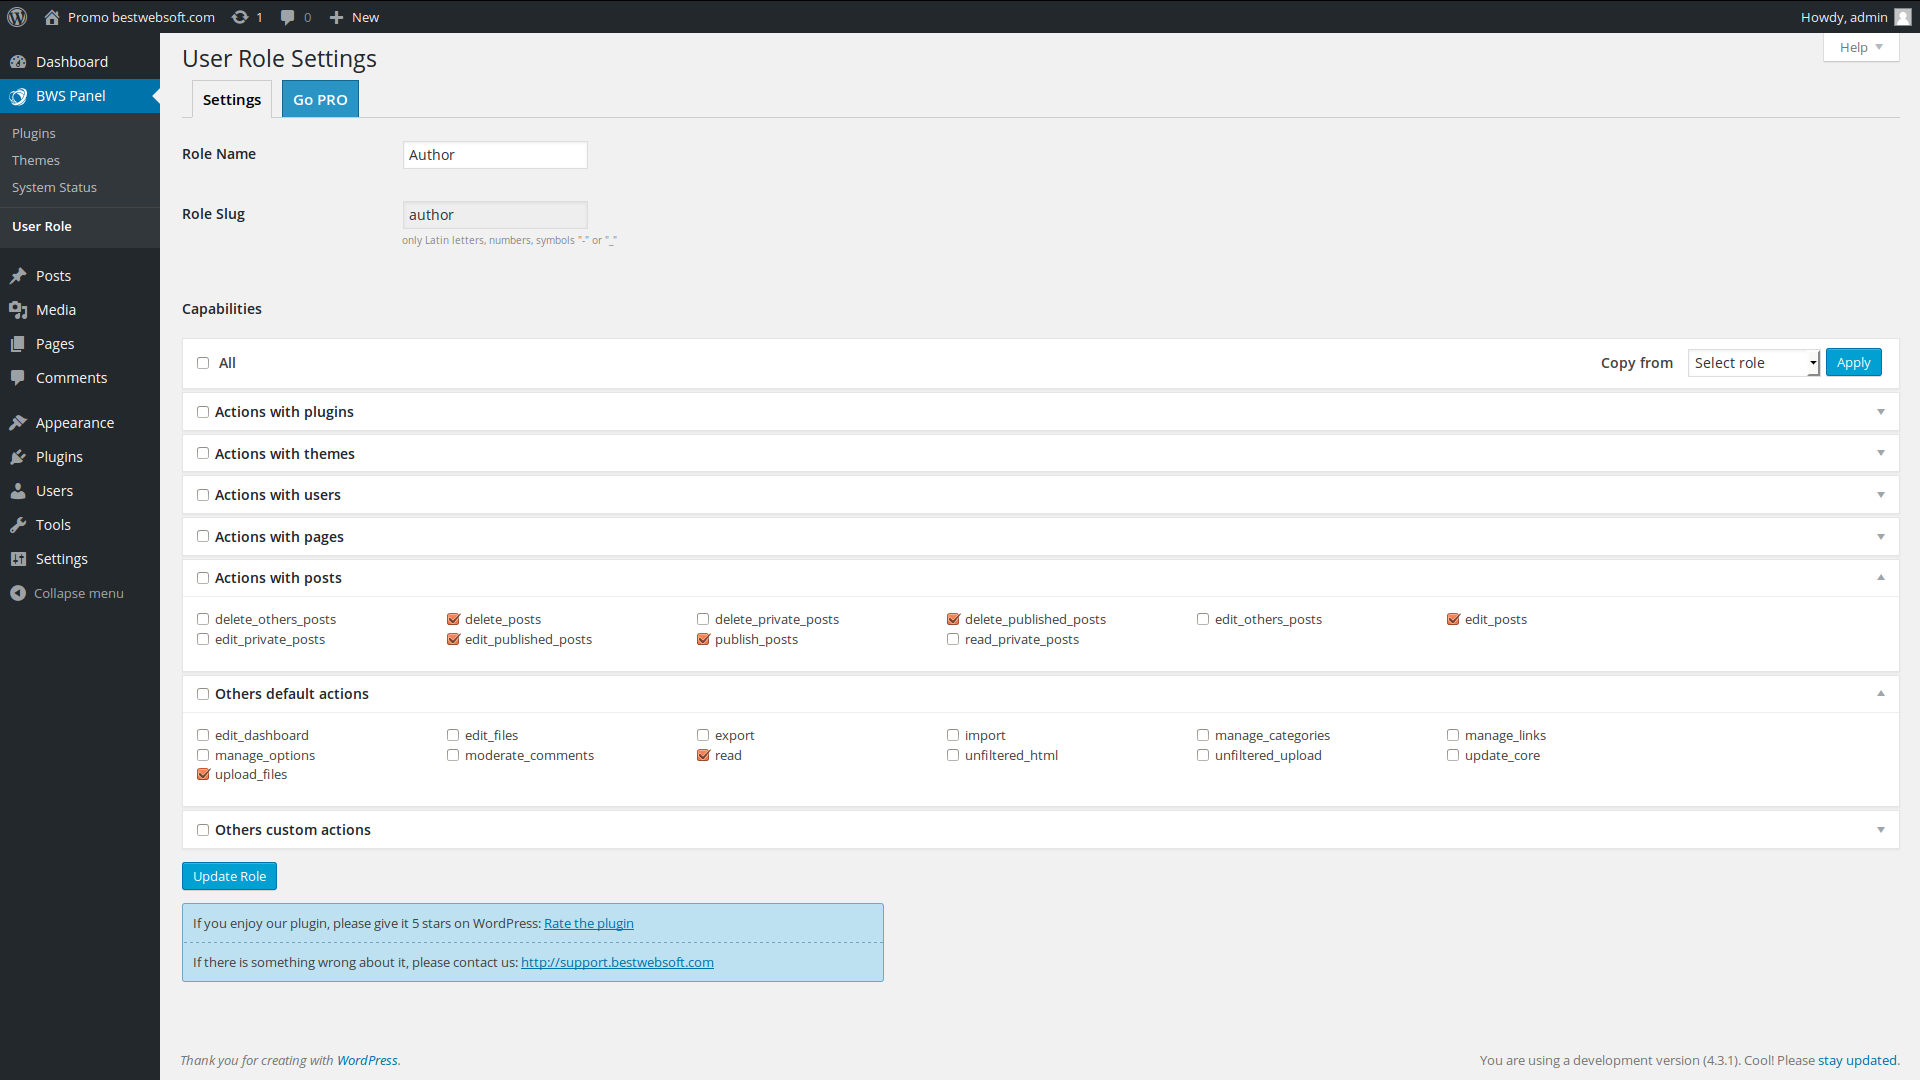 Promo bestwebsoft.com 1 0 New Howdy, admin
Help
Dashboard
BWS Panel
Plugins
Themes
System Status
User Role
Posts
Media
Pages
Comments
Appearance
Plugins
Users
Tools
Settings
Collapse menu
User Role Settings
Settings Go PRO
Role Name Author
Role Slug author
only Latin letters, numbers, symbols "-" or "_"
Capabilities
All Copy from Select role Apply
Actions with plugins
Actions with themes
Actions with users
Actions with pages
Actions with posts
delete_others_posts delete_posts delete_private_posts delete_published_posts edit_others_posts edit_posts
edit_private_posts edit_published_posts publish_posts read_private_posts
Others default actions
edit_dashboard edit_files export import manage_categories manage_links
manage_options moderate_comments read unfiltered_html unfiltered_upload update_core
upload_files
Others custom actions
Update Role
If you enjoy our plugin, please give it 5 stars on WordPress: Rate the plugin
If there is something wrong about it, please contact us: http://support.bestwebsoft.com
Thank you for creating with WordPress. You are using a development version (4.3.1). Cool! Please stay updated.